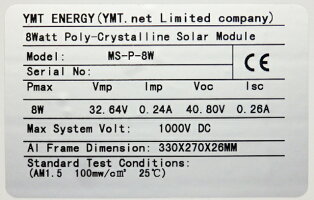 YMT ENERGY(YMT.net Limited company)
8Watt Poly-Crystalline Solar Module
Model: MS-P-8W
Serial No:
CE
Pmax Vmp Imp Voc Isc
8W 32.64V 0.24A 40.80V 0.26A
Max System Volt: 1000V DC
Al Frame Dimension: 330X270X26MM
Standard Test Conditions:
(AM1.5 100mw/c㎡ 25℃)